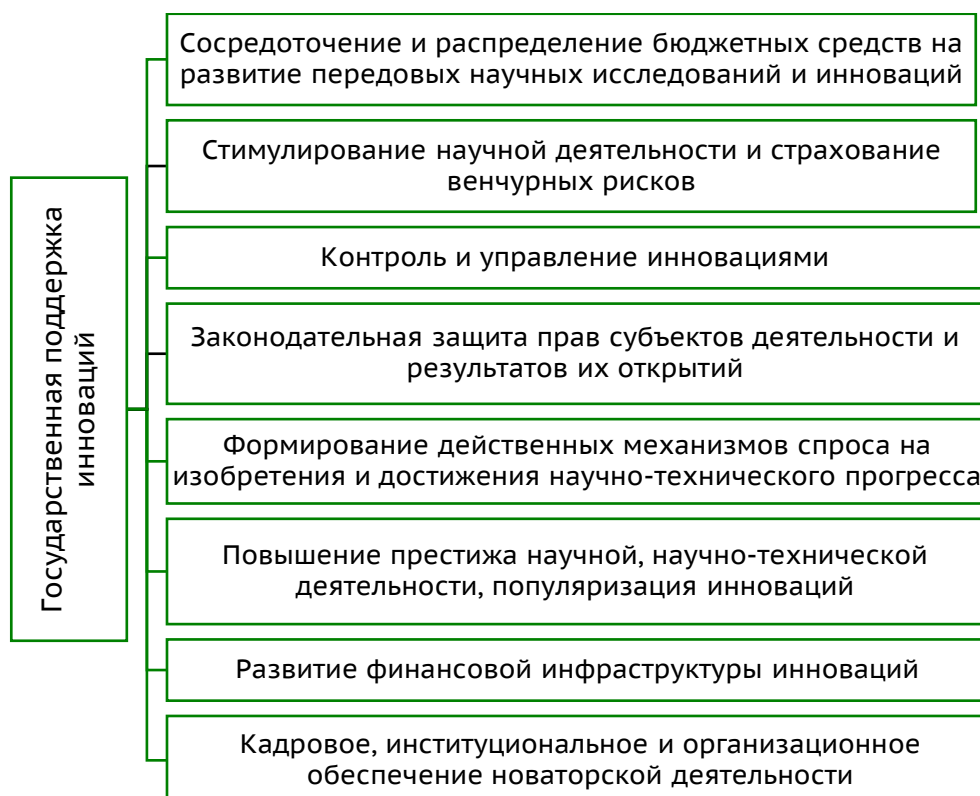 Государственная поддержка
инноваций
Сосредоточение и распределение бюджетных средств на
развитие передовых научных исследований и инноваций
Стимулирование научной деятельности и страхование
венчурных рисков
Контроль и управление инновациями
Законодательная защита прав субъектов деятельности и
результатов их открытий
Формирование действенных механизмов спроса на
изобретения и достижения научно-технического прогресса
Повышение престижа научной, научно-технической
деятельности, популяризация инноваций
Развитие финансовой инфраструктуры инноваций
Кадровое, институциональное и организационное
обеспечение новаторской деятельности